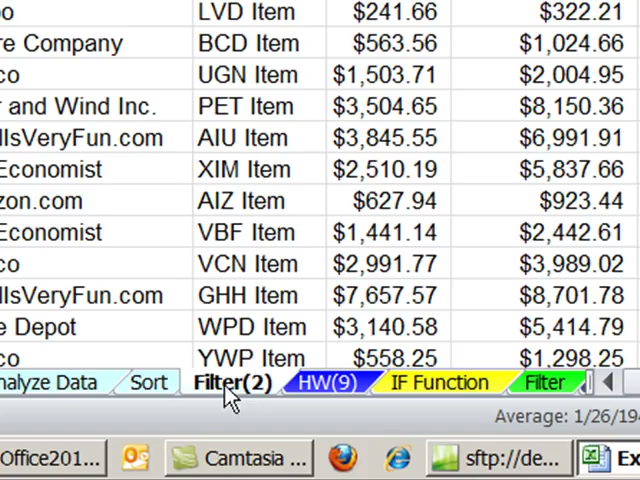 oo LVD Item $241.66 $322.21
re Company BCD Item $563.56 $1,024.66
co UGN Item $1,503.71 $2,004.95
r and Wind Inc. PET Item $3,504.65 $8,150.36
llsVeryFun.com AIU Item $3,845.55 $6,991.91
Economist XIM Item $2,510.19 $5,837.66
zon.com AIZ Item $627.94 $923.44
Economist VBF Item $1,441.14 $2,442.61
co VCN Item $2,991.77 $3,989.02
llsVeryFun.com GHH Item $7,657.57 $8,701.78
e Depot WPD Item $3,140.58 $5,414.79
co YWP Item $558.25 $1,298.25
nalyze Data Sort Filter(2) HW(9) IF Function Filter
Average: 1/26/194
Office201... Camtasia ... sftp://de... Ex